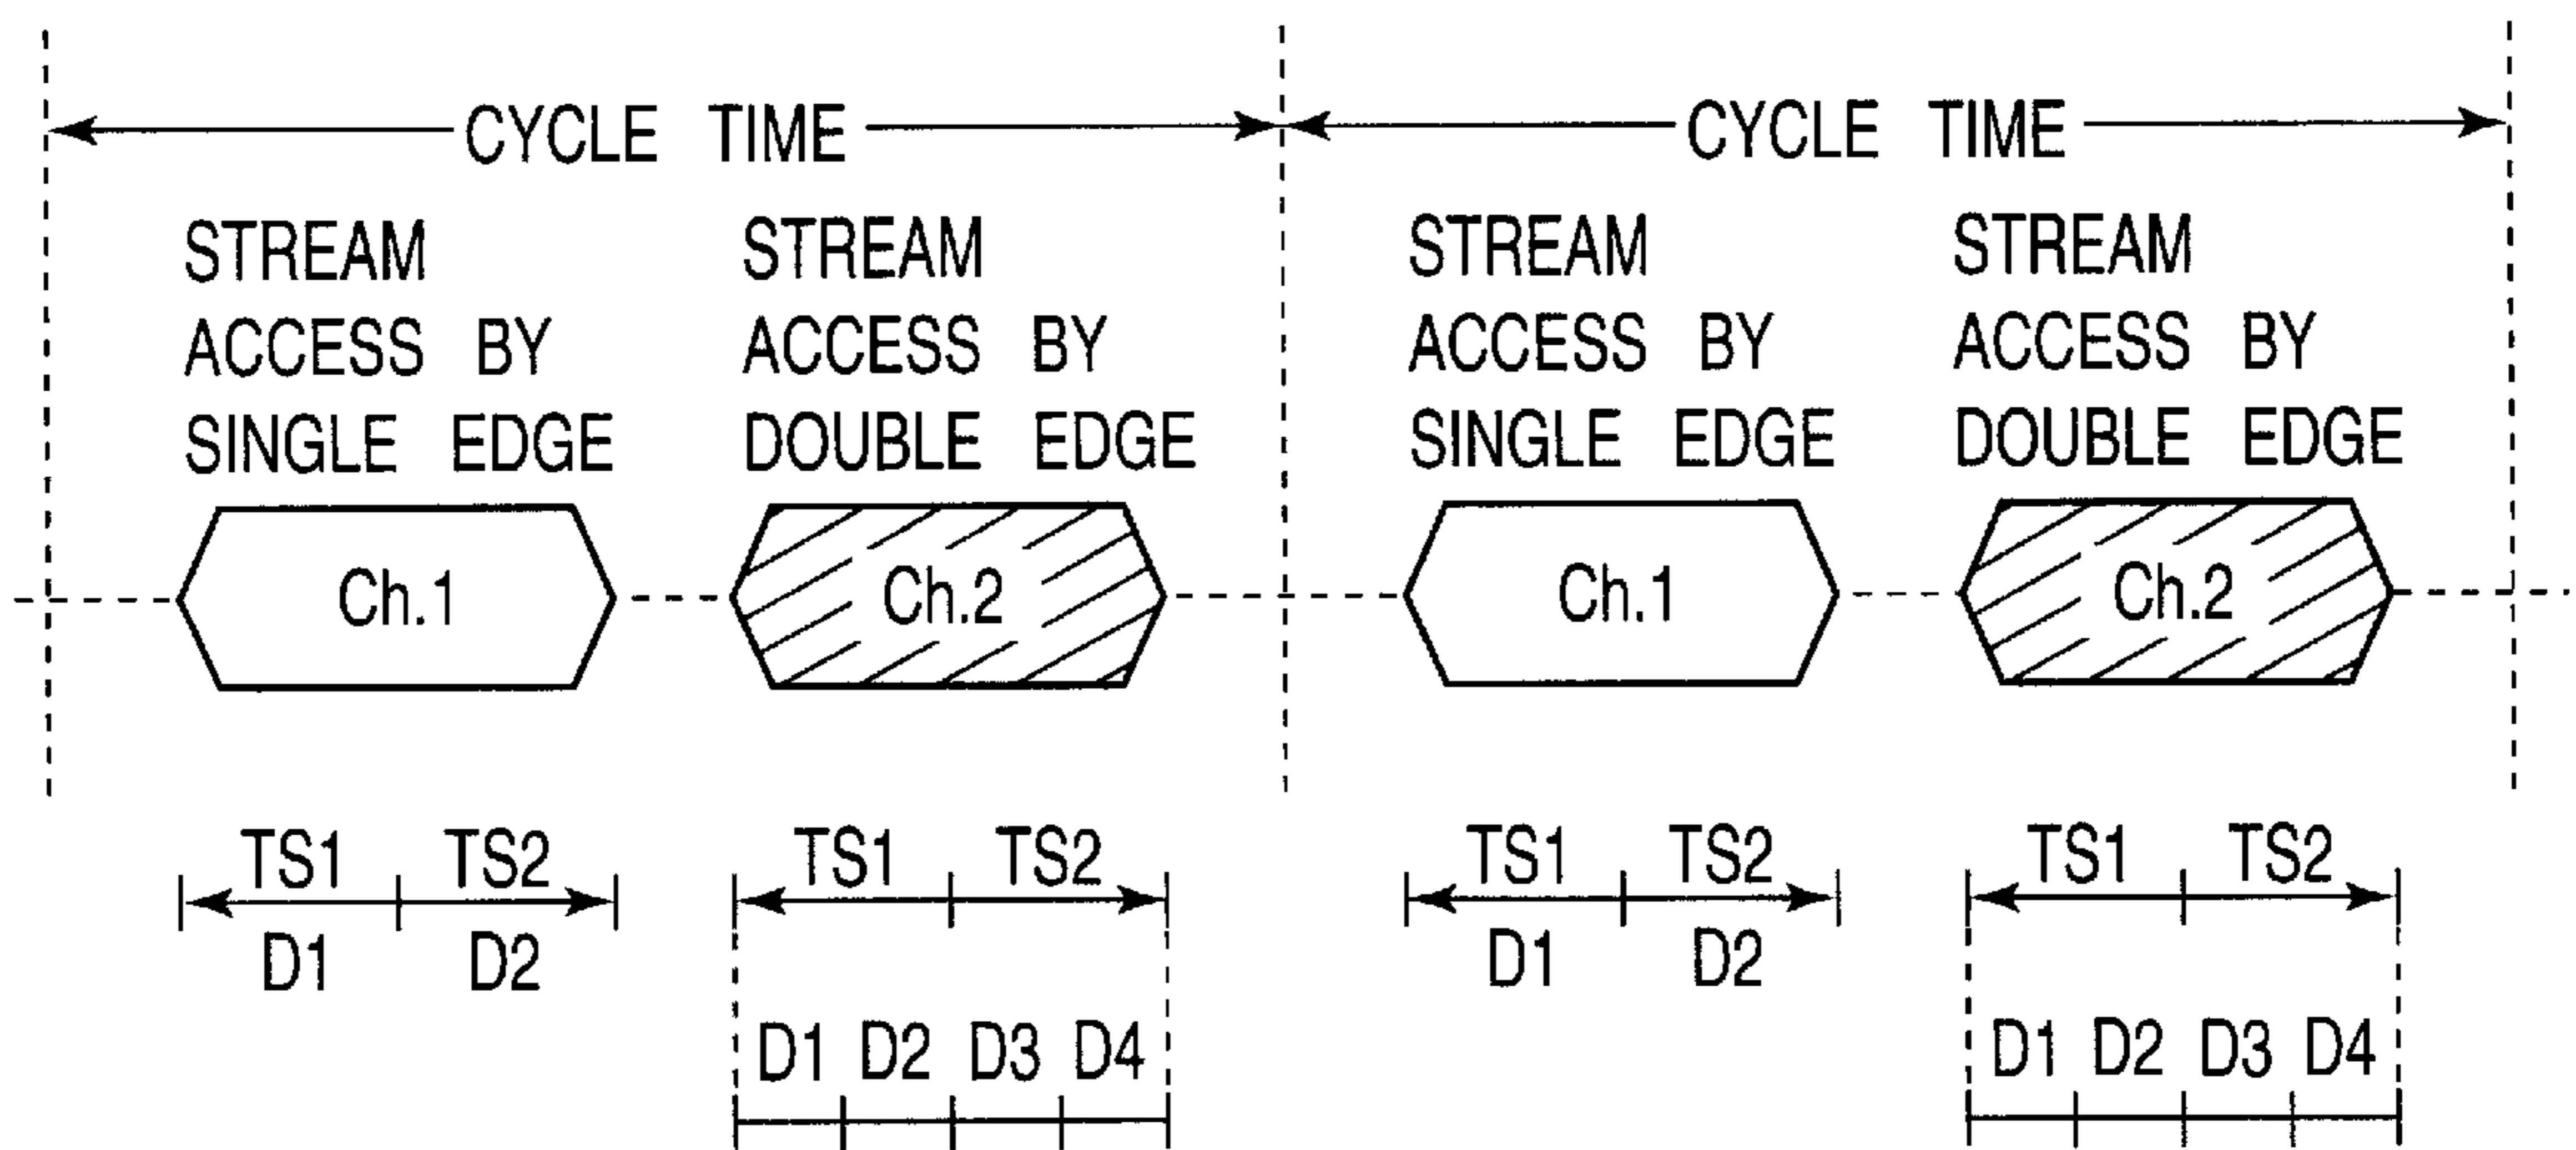 CYCLE TIME CYCLE TIME
STREAM STREAM STREAM STREAM
ACCESS BY ACCESS BY ACCESS BY ACCESS BY
SINGLE EDGE DOUBLE EDGE SINGLE EDGE DOUBLE EDGE
Ch.1 Ch.2 Ch.1 Ch.2
TS1 TS2 TS1 TS2 TS1 TS2 TS1 TS2
D1 D2 D1 D2
D1 D2 D3 D4 D1 D2 D3 D4